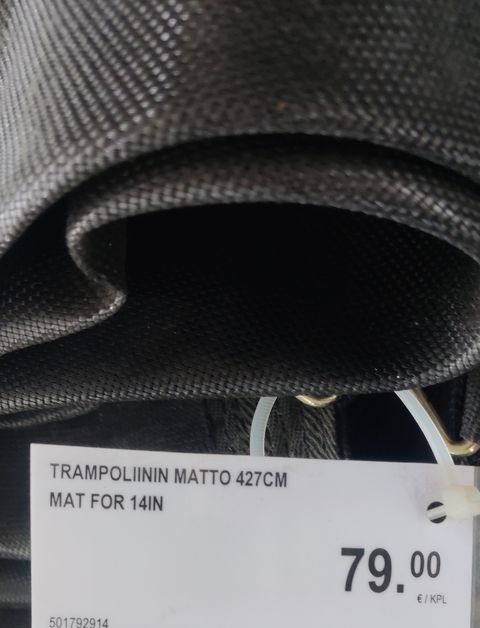 TRAMPOLIININ MATTO 427CM
MAT FOR 14IN
79.00
€ / KPL
501792914